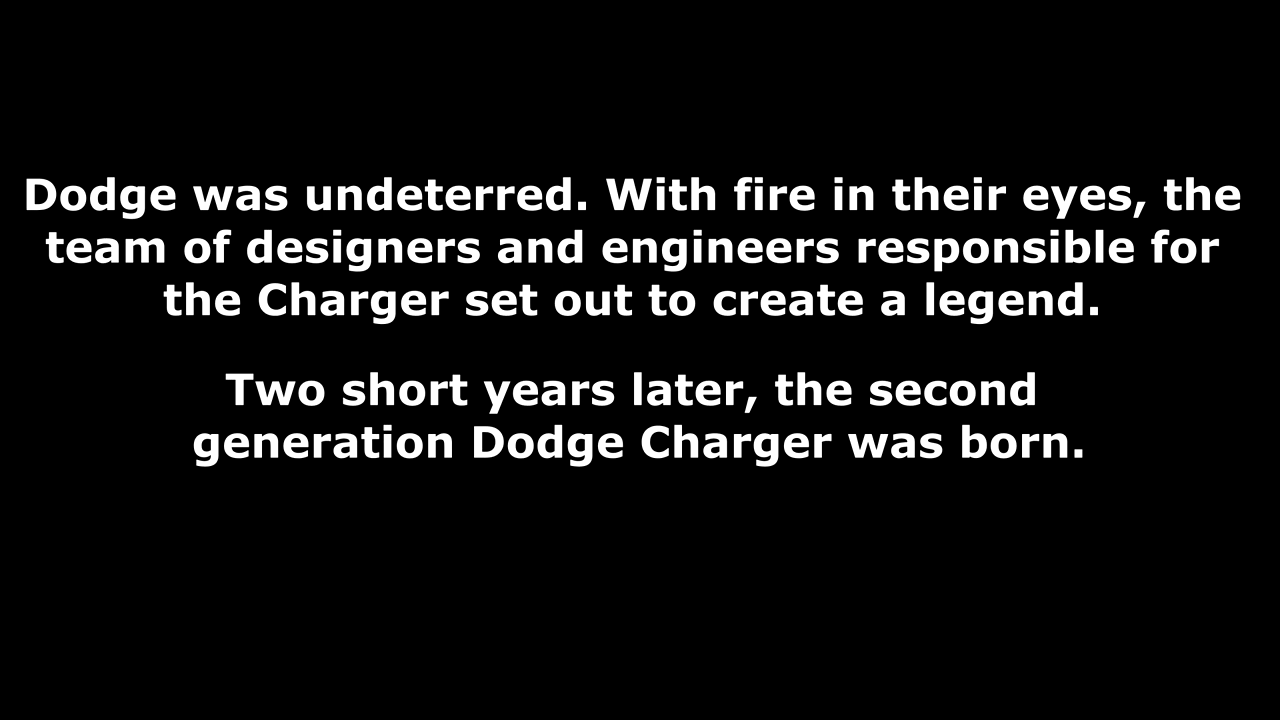 Dodge was undeterred. With fire in their eyes, the
team of designers and engineers responsible for
the Charger set out to create a legend.
Two short years later, the second
generation Dodge Charger was born.